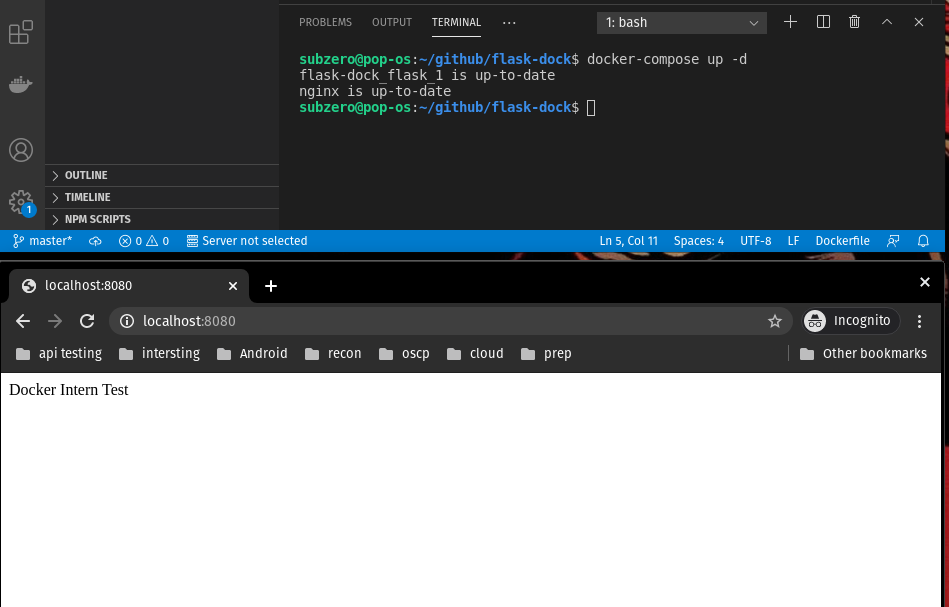 PROBLEMS OUTPUT TERMINAL ··· 1: bash
subzero@pop-os:~/github/flask-dock$ docker-compose up -d
flask-dock_flask_1 is up-to-date
nginx is up-to-date
subzero@pop-os:~/github/flask-dock$
OUTLINE
TIMELINE
1
NPM SCRIPTS
master* 0 0 Server not selected Ln 5, Col 11 Spaces: 4 UTF-8 LF Dockerfile
localhost:8080
localhost:8080 Incognito
api testing intersting Android recon oscp cloud prep Other bookmarks
Docker Intern Test